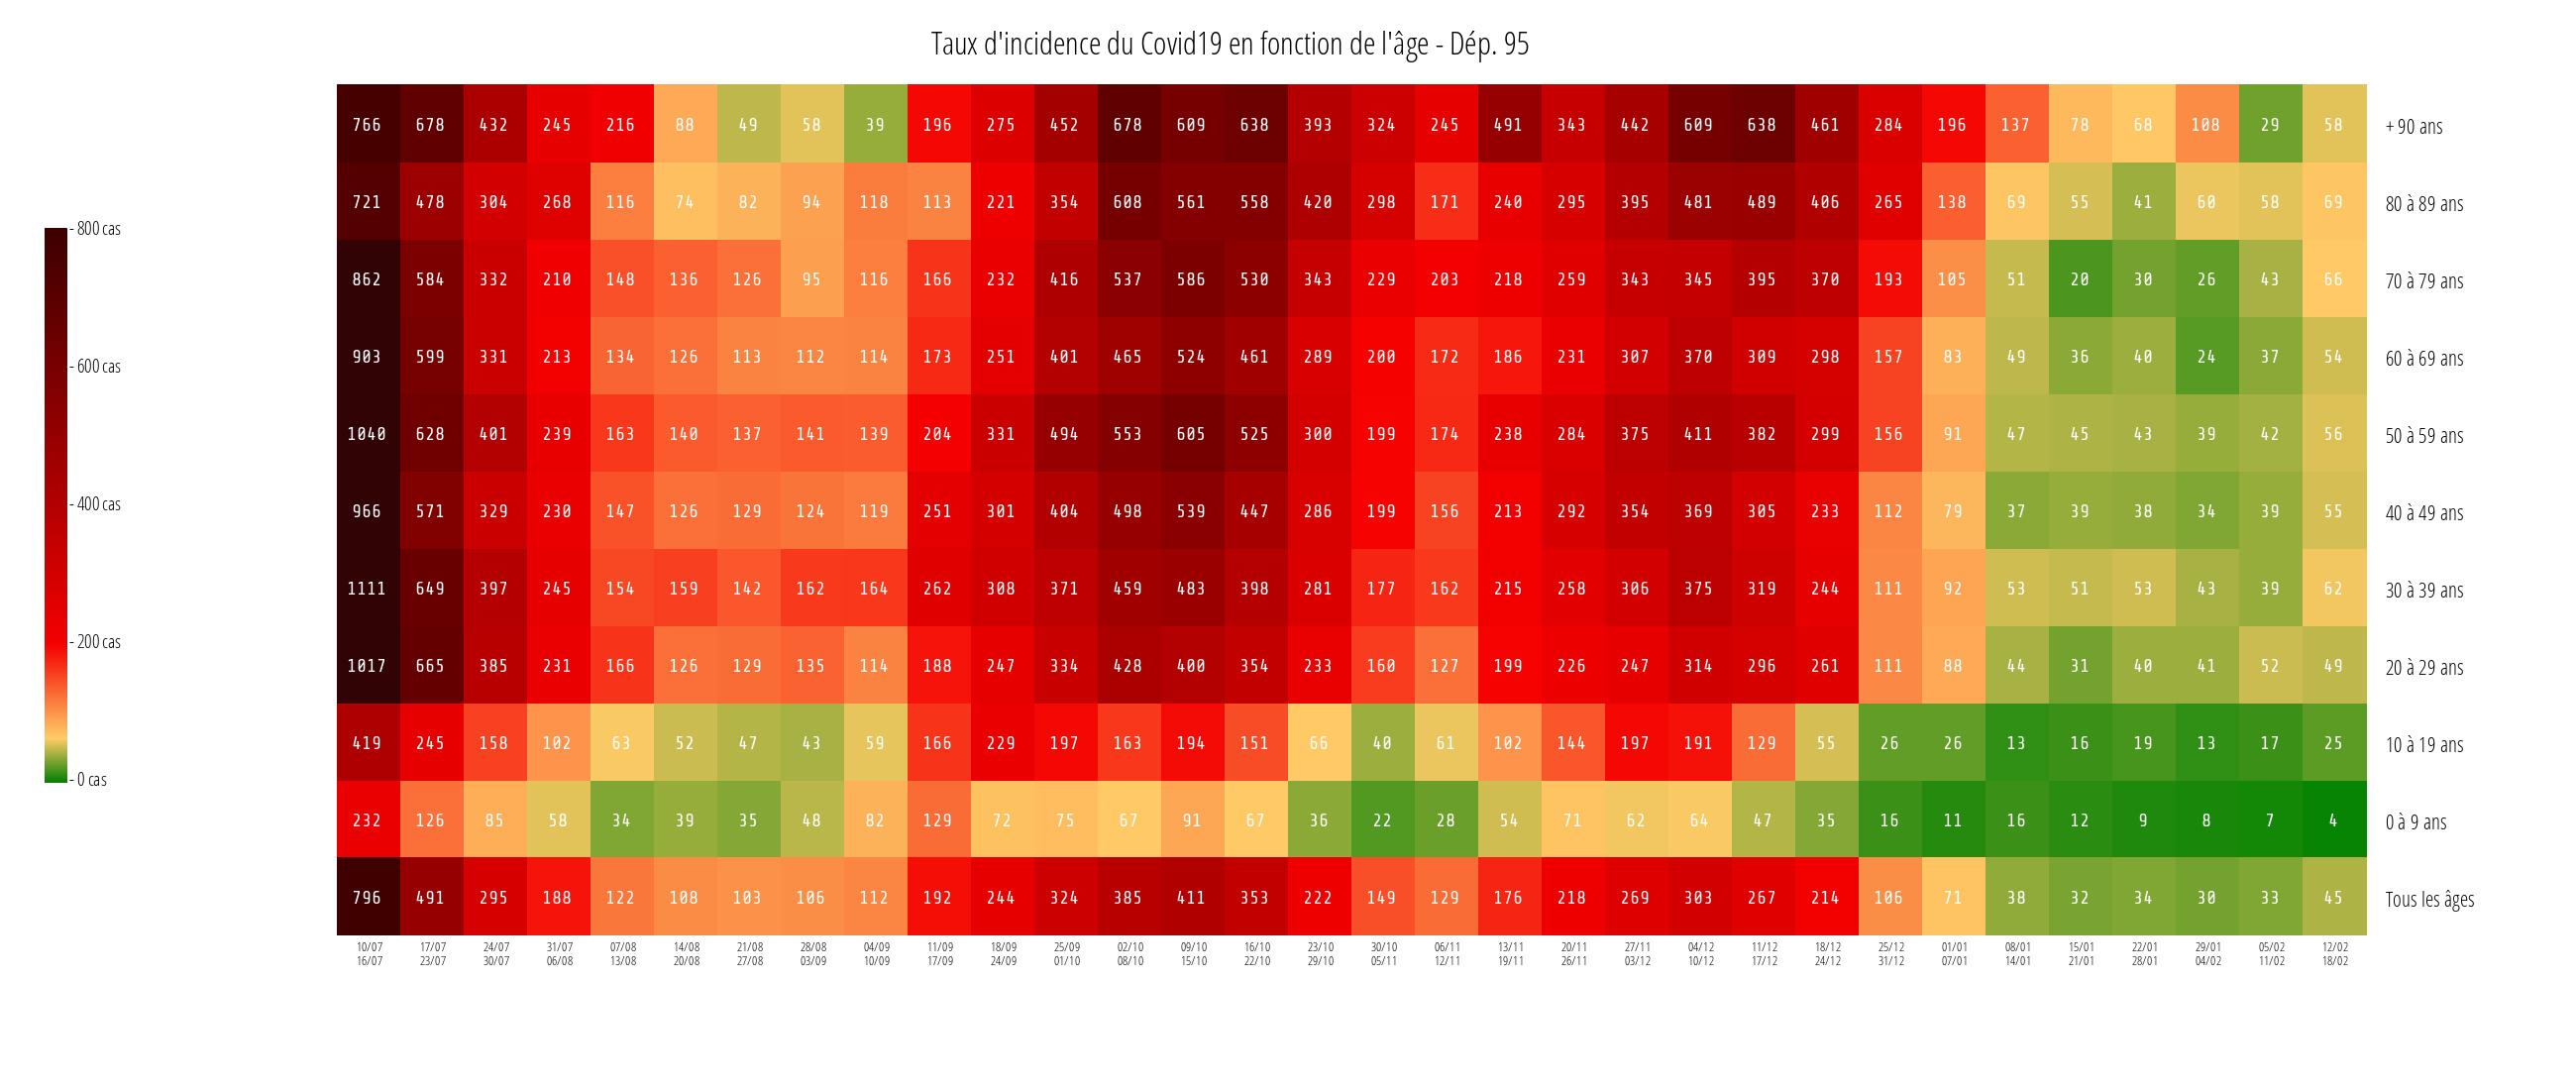 Taux d'incidence du Covid19 en fonction de l'âge - Dép. 95
- 800 cas
- 600 cas
- 400 cas
- 200 cas
- 0 cas
766 678 432 245 216 88 49 58 39 196 275 452 678 609 638 393 324 245 491 343 442 609 638 461 284 196 137 78 68 108 29 58 + 90 ans
721 478 304 268 116 74 82 94 118 113 221 354 608 561 558 420 298 171 240 295 395 481 489 406 265 138 69 55 41 60 58 69 80 à 89 ans
862 584 332 210 148 136 126 95 116 166 232 416 537 586 530 343 229 203 218 259 343 345 395 370 193 105 51 20 30 26 43 66 70 à 79 ans
903 599 331 213 134 126 113 112 114 173 251 401 465 524 461 289 200 172 186 231 307 370 309 298 157 83 49 36 40 24 37 54 60 à 69 ans
1040 628 401 239 163 140 137 141 139 204 331 494 553 605 525 300 199 174 238 284 375 411 382 299 156 91 47 45 43 39 42 56 50 à 59 ans
966 571 329 230 147 126 129 124 119 251 301 404 498 539 447 286 199 156 213 292 354 369 305 233 112 79 37 39 38 34 39 55 40 à 49 ans
1111 649 397 245 154 159 142 162 164 262 308 371 459 483 398 281 177 162 215 258 306 375 319 244 111 92 53 51 53 43 39 62 30 à 39 ans
1017 665 385 231 166 126 129 135 114 188 247 334 428 400 354 233 160 127 199 226 247 314 296 261 111 88 44 31 40 41 52 49 20 à 29 ans
419 245 158 102 63 52 47 43 59 166 229 197 163 194 151 66 40 61 102 144 197 191 129 55 26 26 13 16 19 13 17 25 10 à 19 ans
232 126 85 58 34 39 35 48 82 129 72 75 67 91 67 36 22 28 54 71 62 64 47 35 16 11 16 12 9 8 7 4 0 à 9 ans
796 491 295 188 122 108 103 106 112 192 244 324 385 411 353 222 149 129 176 218 269 303 267 214 106 71 38 32 34 30 33 45 Tous les âges
10/07 17/07 24/07 31/07 07/08 14/08 21/08 28/08 04/09 11/09 18/09 25/09 02/10 09/10 16/10 23/10 30/10 06/11 13/11 20/11 27/11 04/12 11/12 18/12 25/12 01/01 08/01 15/01 22/01 29/01 05/02 12/02
16/07 23/07 30/07 06/08 13/08 20/08 27/08 03/09 10/09 17/09 24/09 01/10 08/10 15/10 22/10 29/10 05/11 12/11 19/11 26/11 03/12 10/12 17/12 24/12 31/12 07/01 14/01 21/01 28/01 04/02 11/02 18/02